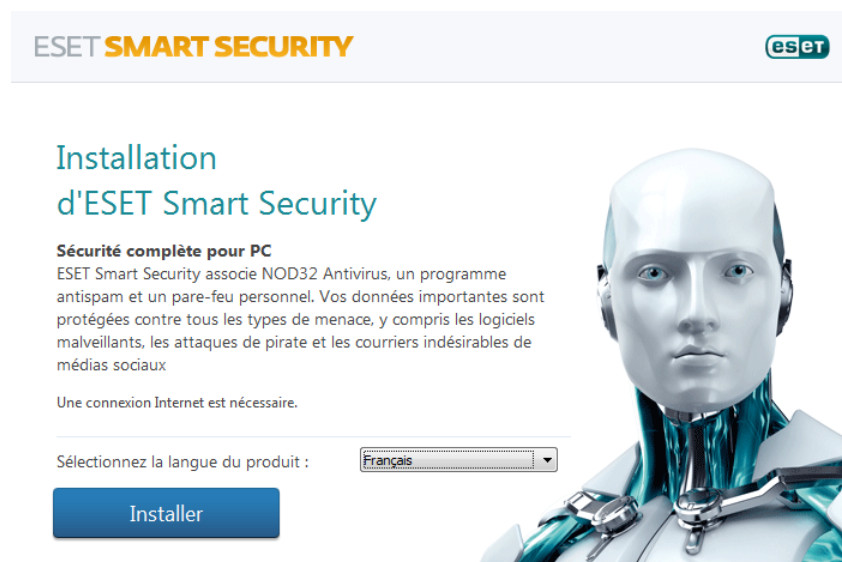 ESET SMART SECURITY
eseT
Installation
d'ESET Smart Security
Sécurité complète pour PC
ESET Smart Security associe NOD32 Antivirus, un programme
antispam et un pare-feu personnel. Vos données importantes sont
protégées contre tous les types de menace, y compris les logiciels
malveillants, les attaques de pirate et les courriers indésirables de
médias sociaux
Une connexion Internet est nécessaire.
Sélectionnez la langue du produit : Français
Installer